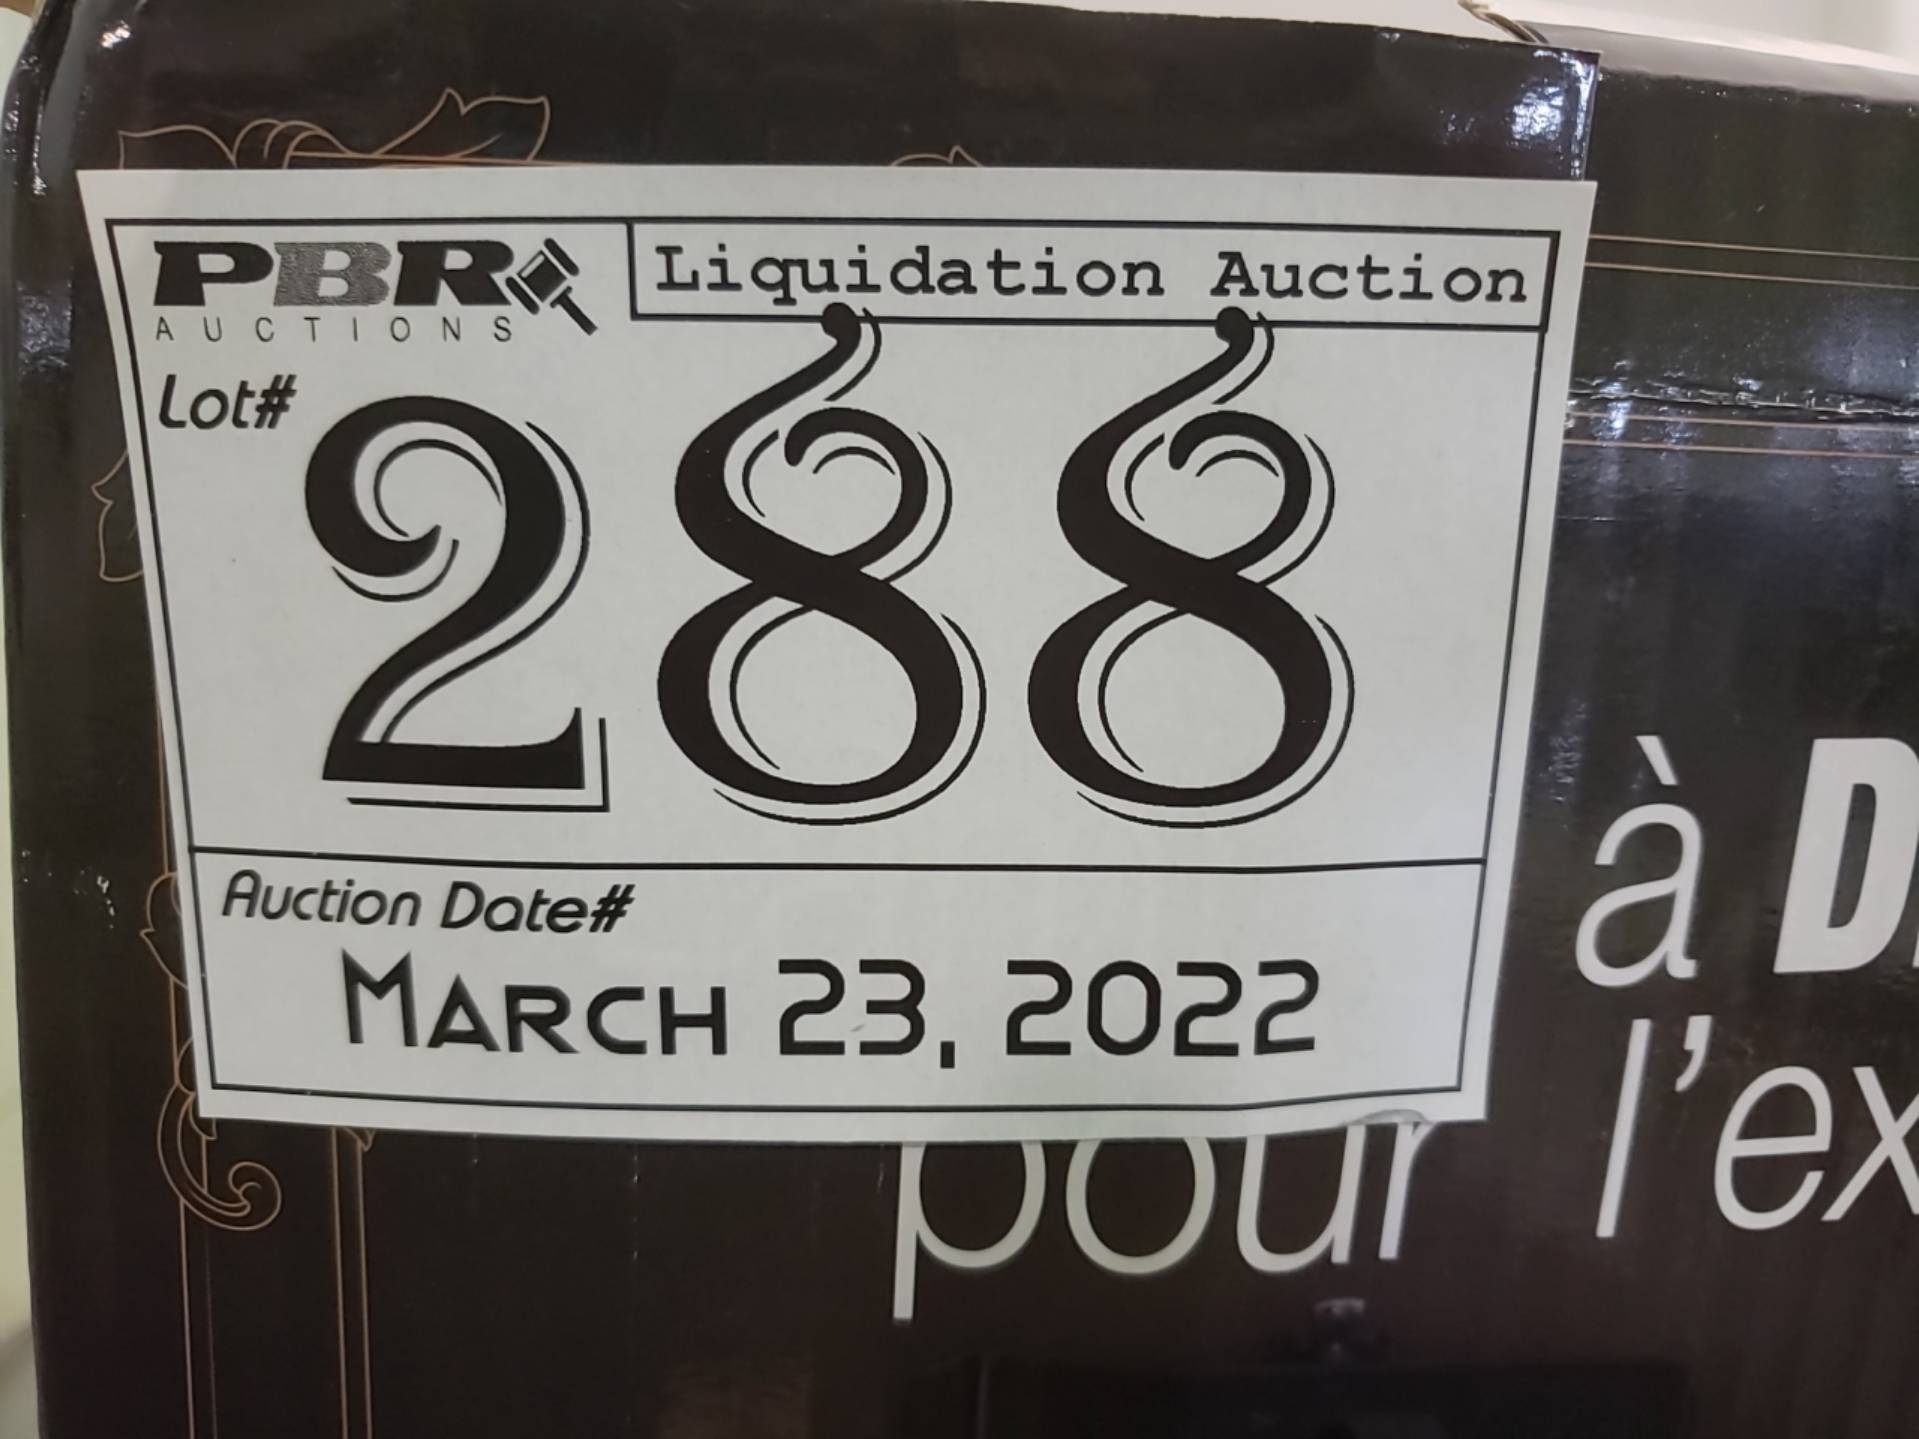 PBR
AUCTIONS
Liquidation Auction
Lot#
288
Auction Date#
March 23, 2022
à
pour l'ex